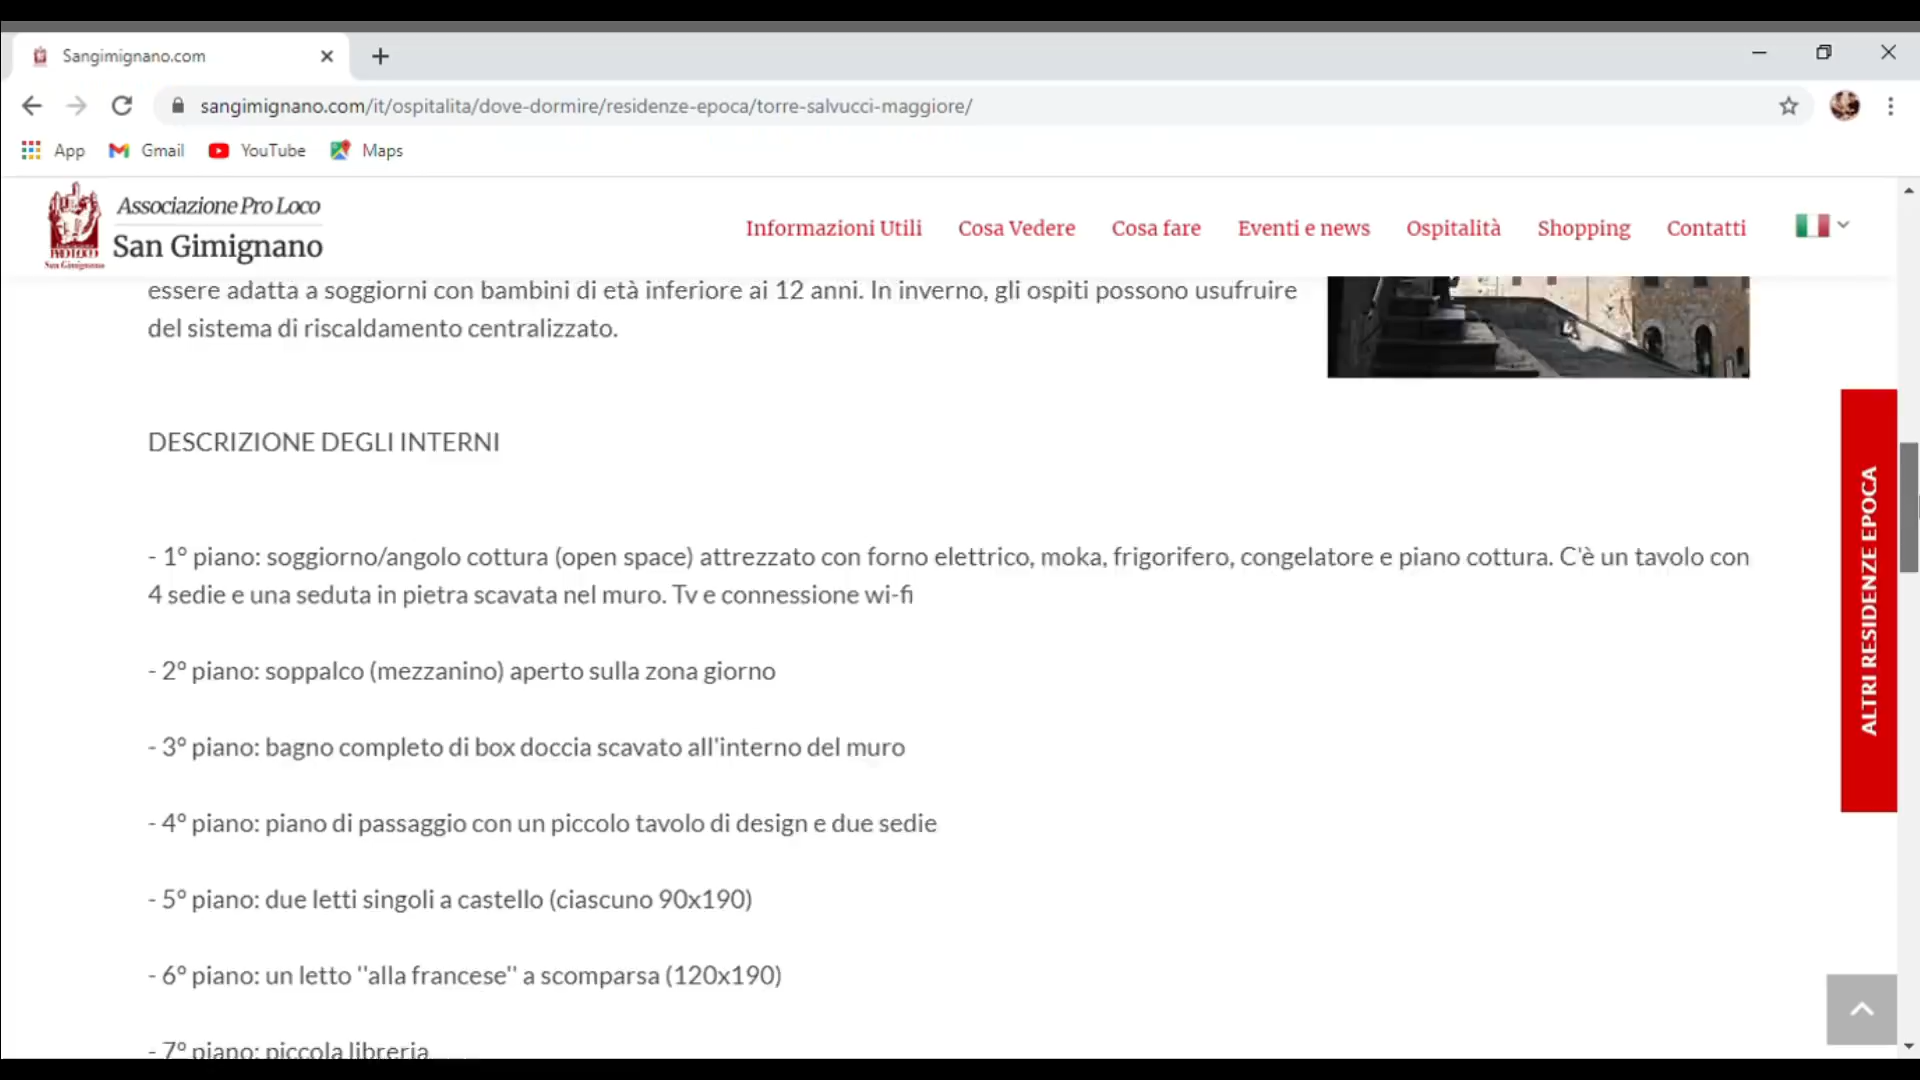 Sangimignano.com
sangimignano.com/it/ospitalita/dove-dormire/residenze-epoca/torre-salvucci-maggiore/
App Gmail YouTube Maps
Associazione Pro Loco
San Gimignano
PRO LOCO
San Gimignano
Informazioni Utili Cosa Vedere Cosa fare Eventi e news Ospitalità Shopping Contatti
essere adatta a soggiorni con bambini di età inferiore ai 12 anni. In inverno, gli ospiti possono usufruire
del sistema di riscaldamento centralizzato.
DESCRIZIONE DEGLI INTERNI
- 1° piano: soggiorno/angolo cottura (open space) attrezzato con forno elettrico, moka, frigorifero, congelatore e piano cottura. C'è un tavolo con
4 sedie e una seduta in pietra scavata nel muro. Tv e connessione wi-fi
- 2° piano: soppalco (mezzanino) aperto sulla zona giorno
- 3° piano: bagno completo di box doccia scavato all'interno del muro
- 4° piano: piano di passaggio con un piccolo tavolo di design e due sedie
- 5° piano: due letti singoli a castello (ciascuno 90x190)
- 6° piano: un letto ''alla francese'' a scomparsa (120x190)
- 7° piano: piccola libreria
ALTRI RESIDENZE EPOCA